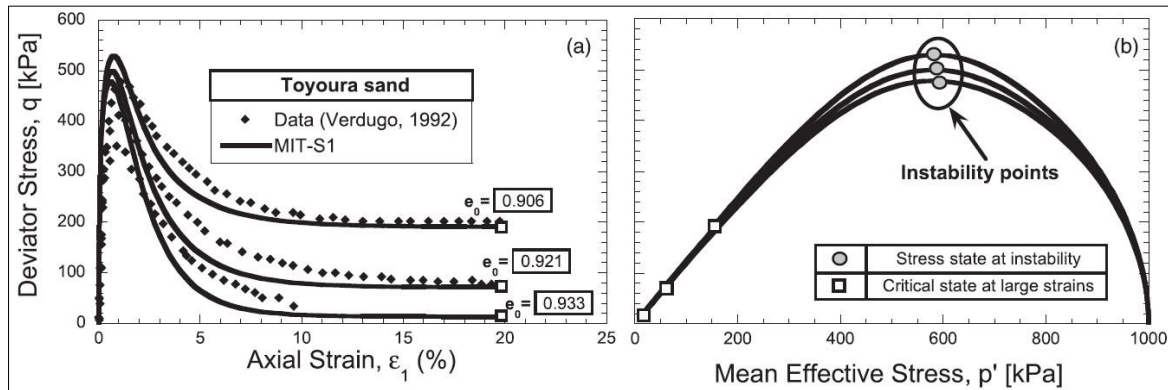 600
500
400
300
200
100
0
Deviator Stress, q [kPa]
(a)
Toyoura sand
Data (Verdugo, 1992)
MIT-S1
e0 = 0.906
e0 = 0.921
e0 = 0.933
0 5 10 15 20 25
Axial Strain, ε1 (%)
(b)
Instability points
Stress state at instability
Critical state at large strains
0 200 400 600 800 1000
Mean Effective Stress, p' [kPa]